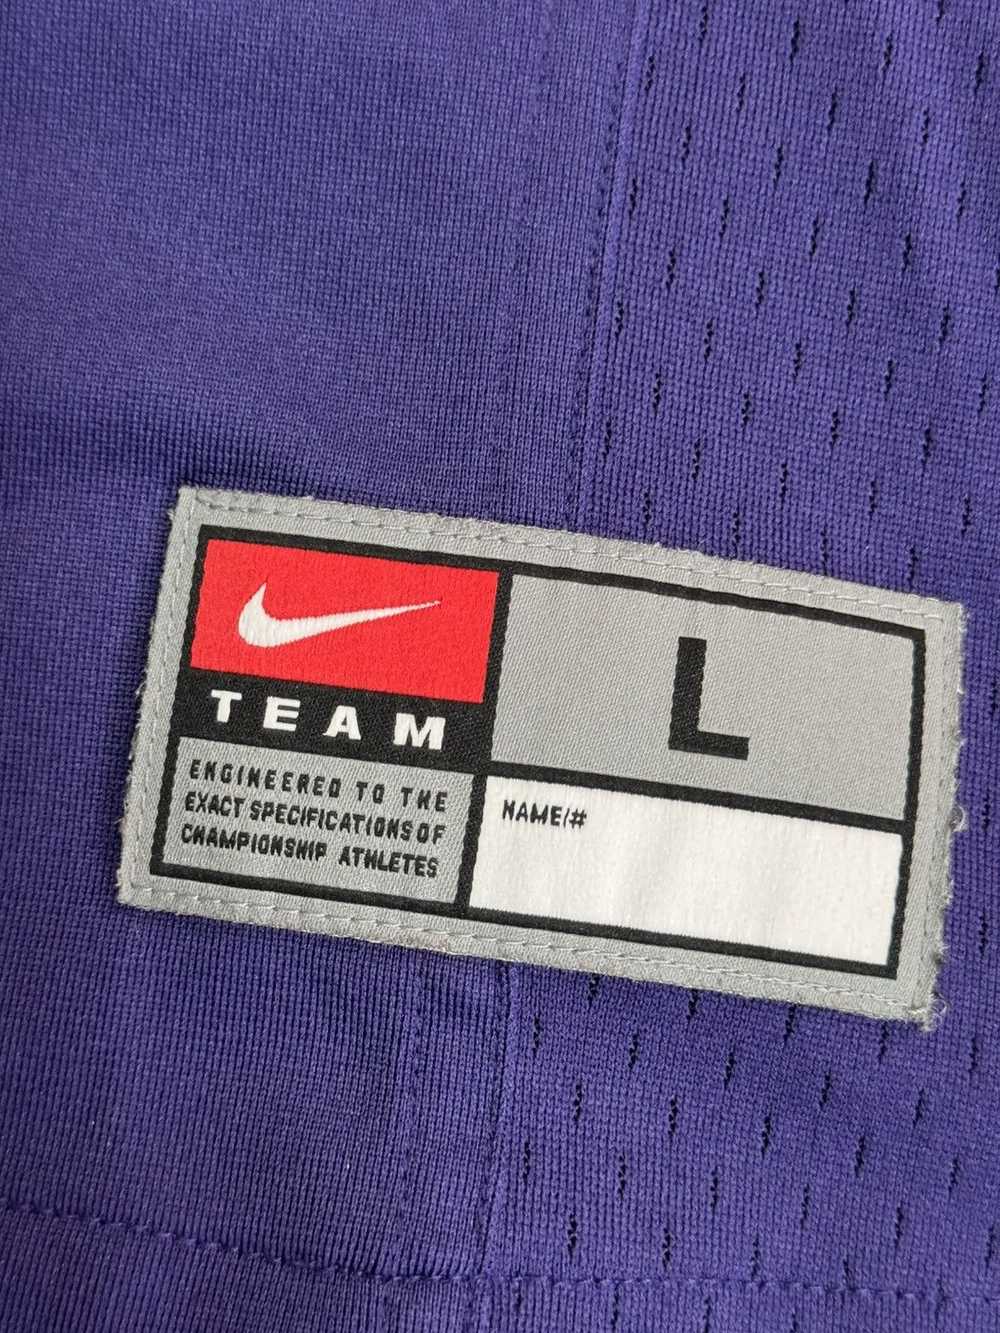 TEAM
L
ENGINEERED TO THE
EXACT SPECIFICATIONS OF
CHAMPIONSHIP ATHLETES
NAME/#